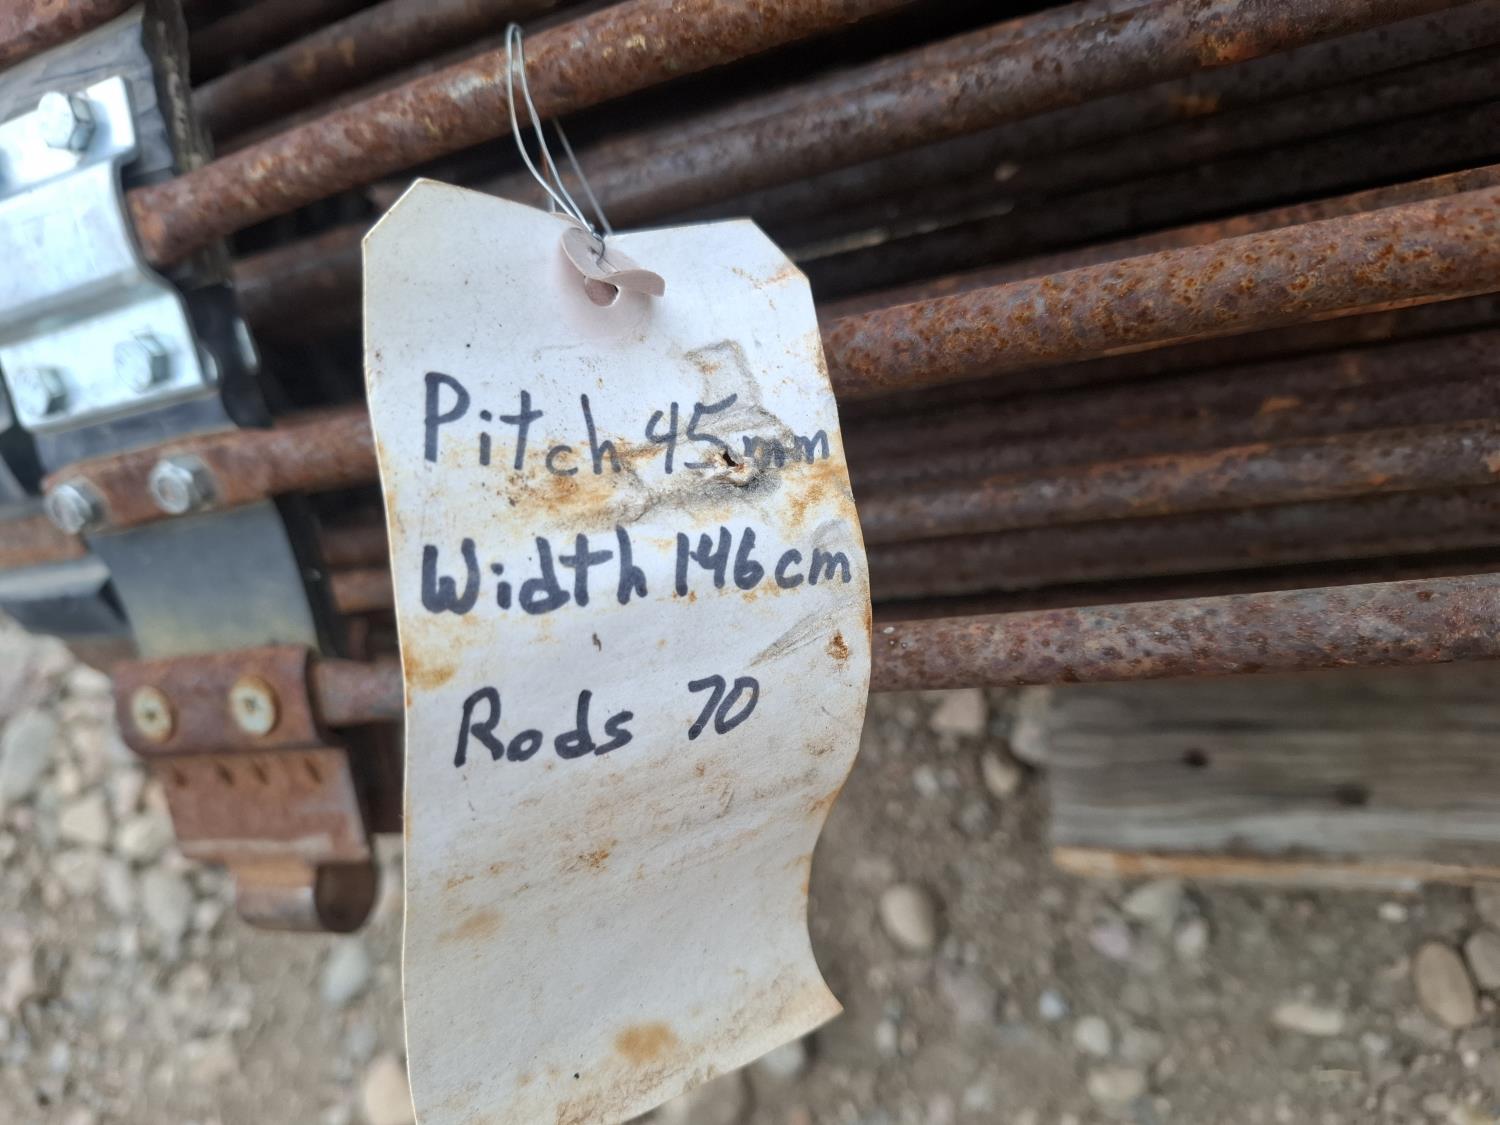 Pitch 45mm
Width 146cm
Rods 70